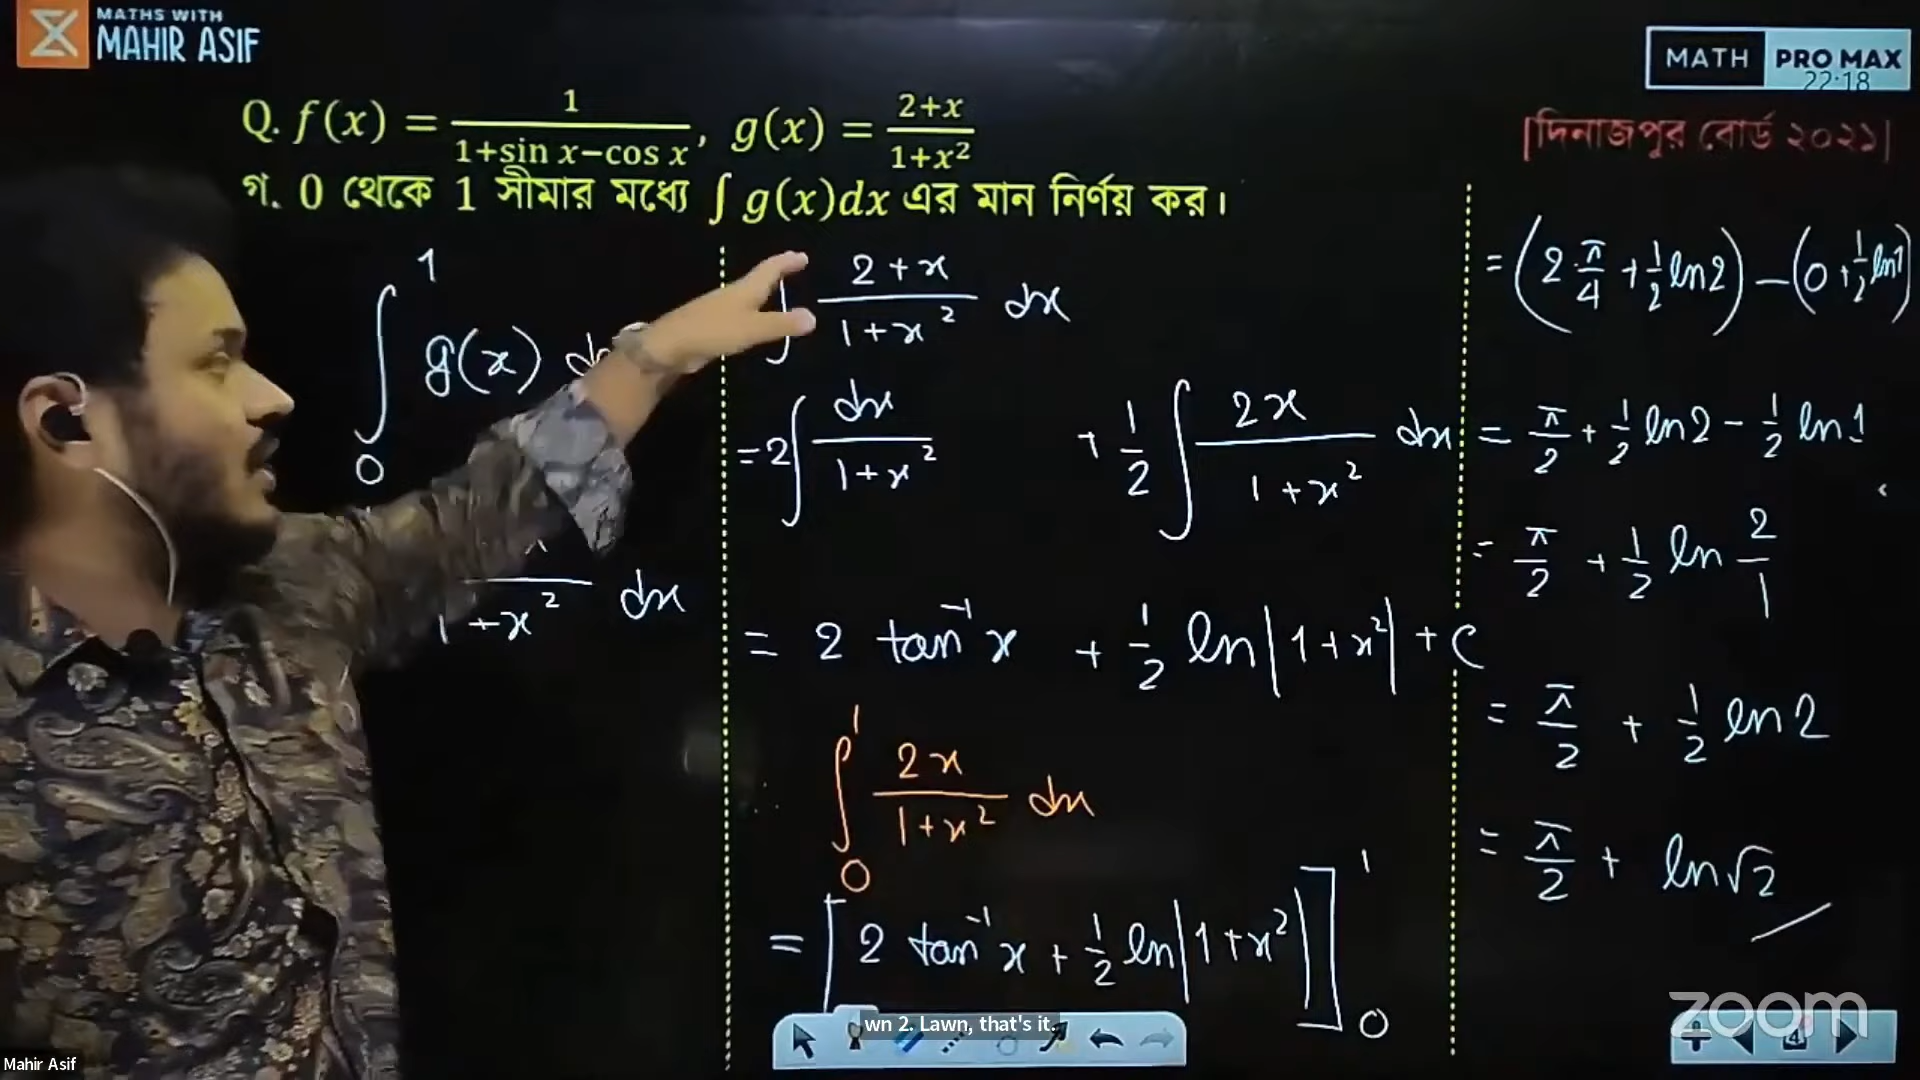 MATHS WITH
MAHIR ASIF
MATH PRO MAX
22:18
Q. f(x) = 1/(1+sin x−cos x), g(x) = (2+x)/(1+x²)
[দিনাজপুর বোর্ড ২০২১]
গ. 0 থেকে 1 সীমার মধ্যে ∫ g(x)dx এর মান নির্ণয় কর।
∫₀¹ g(x)
1+x² dx
∫ (2+x)/(1+x²) dx
= 2∫ dx/(1+x²) + 1/2 ∫ 2x/(1+x²) dx
= 2 tan⁻¹x + 1/2 ln|1+x²| + C
∫₀¹ 2x/(1+x²) dx
= [2 tan⁻¹x + 1/2 ln|1+x²|]₀¹
= (2·π/4 + 1/2 ln2) − (0 + 1/2 ln1)
= π/2 + 1/2 ln2 − 1/2 ln1
= π/2 + 1/2 ln 2/1
= π/2 + 1/2 ln2
= π/2 + ln√2
wn 2. Lawn, that's it.
zoom
4
Mahir Asif